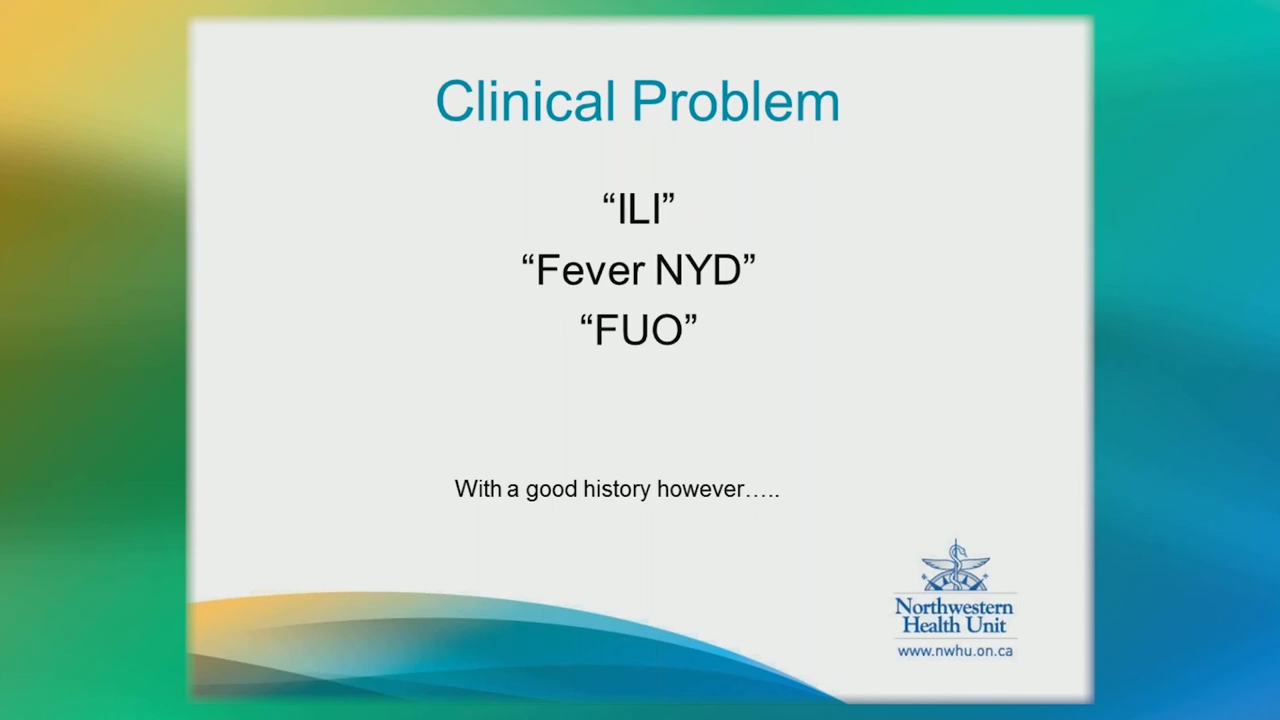 Clinical Problem
“ILI”
“Fever NYD”
“FUO”
With a good history however…..
Northwestern
Health Unit
www.nwhu.on.ca